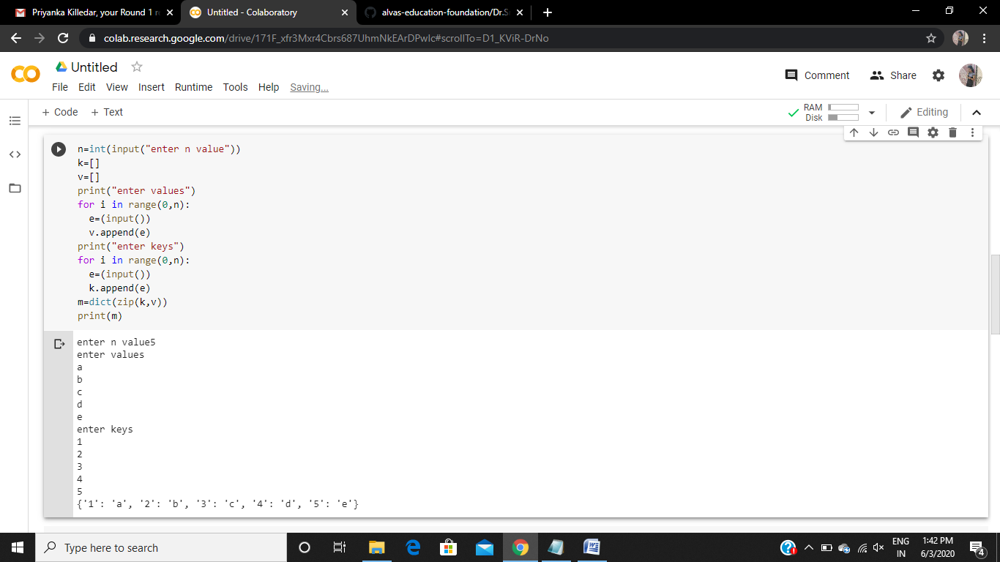 Priyanka Killedar, your Round 1 r
Untitled - Colaboratory
alvas-education-foundation/Dr.S
colab.research.google.com/drive/171F_xfr3Mxr4Cbrs687UhmNkEArDPwIc#scrollTo=D1_KViR-DrNo
Untitled
Comment
Share
File Edit View Insert Runtime Tools Help Saving...
+ Code + Text
RAM
Disk
Editing
n=int(input("enter n value"))
k=[]
v=[]
print("enter values")
for i in range(0,n):
  e=(input())
  v.append(e)
print("enter keys")
for i in range(0,n):
  e=(input())
  k.append(e)
m=dict(zip(k,v))
print(m)
enter n value5
enter values
a
b
c
d
e
enter keys
1
2
3
4
5
{'1': 'a', '2': 'b', '3': 'c', '4': 'd', '5': 'e'}
Type here to search
ENG
IN
1:42 PM
6/3/2020
4